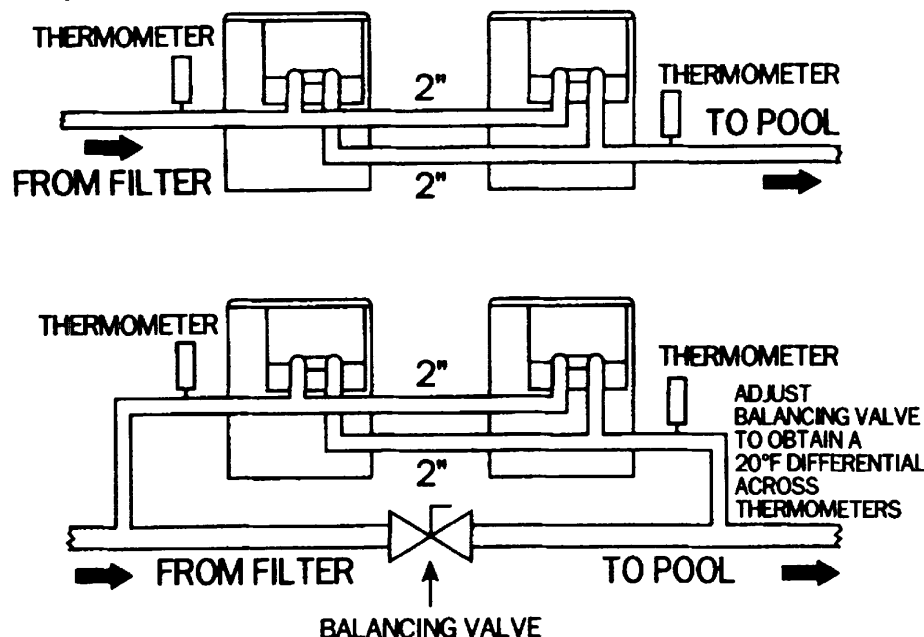 THERMOMETER
2"
THERMOMETER
TO POOL
FROM FILTER
2"
THERMOMETER
2"
THERMOMETER
ADJUST
BALANCING VALVE
TO OBTAIN A
20°F DIFFERENTIAL
ACROSS
THERMOMETERS
2"
FROM FILTER
TO POOL
BALANCING VALVE